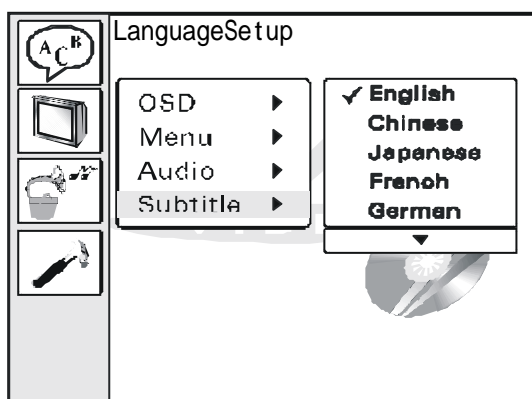 A C B
LanguageSetup
OSD
Menu
Audio
Subtitle
English
Chinese
Japanese
French
German